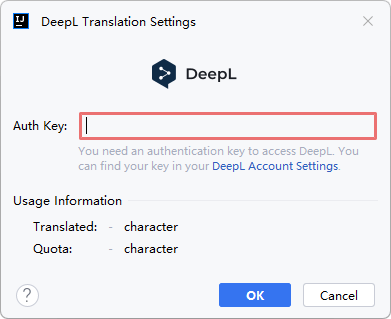 IJ
DeepL Translation Settings
DeepL
Auth Key:
You need an authentication key to access DeepL. You
can find your key in your DeepL Account Settings.
Usage Information
Translated: - character
Quota: - character
? OK Cancel